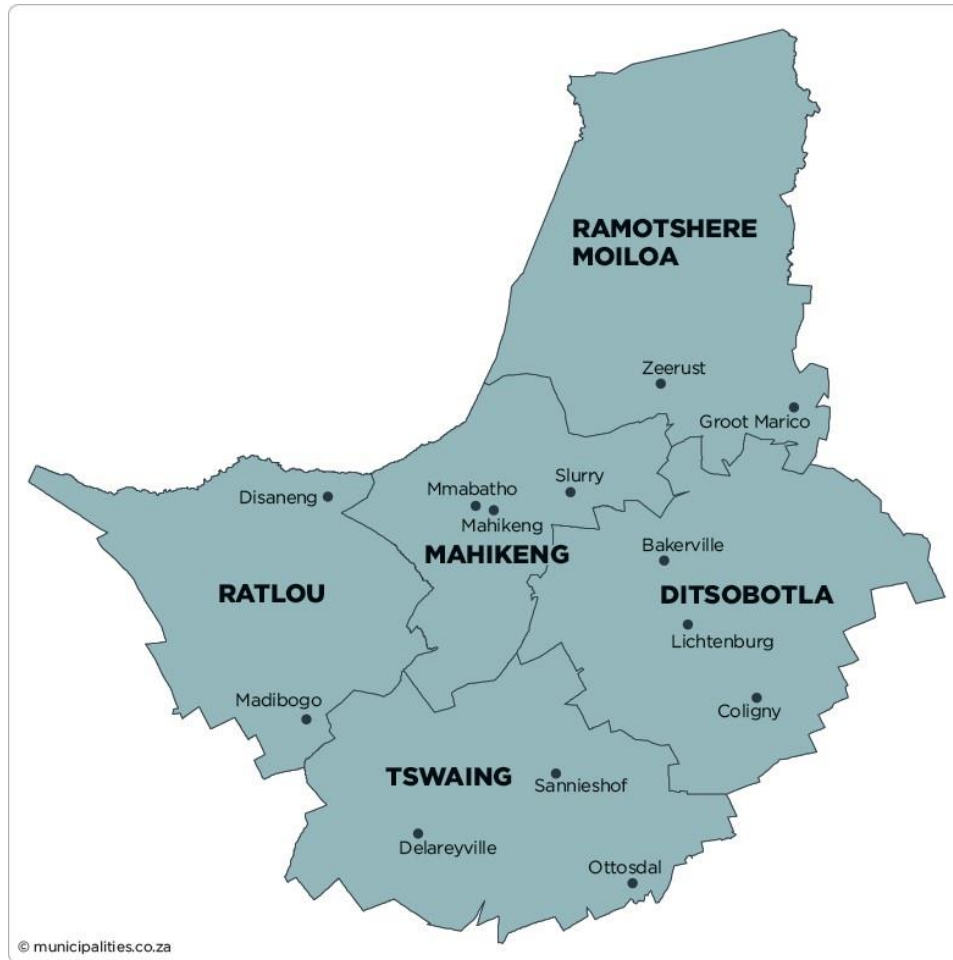 RAMOTSHERE
MOILOA
Zeerust
Groot Marico
Slurry
Disaneng
Mmabatho
Mahikeng
MAHIKENG
Bakerville
RATLOU
DITSOBOTLA
Lichtenburg
Madibogo
Coligny
TSWAING
Sannieshof
Delareyville
Ottosdal
© municipalities.co.za